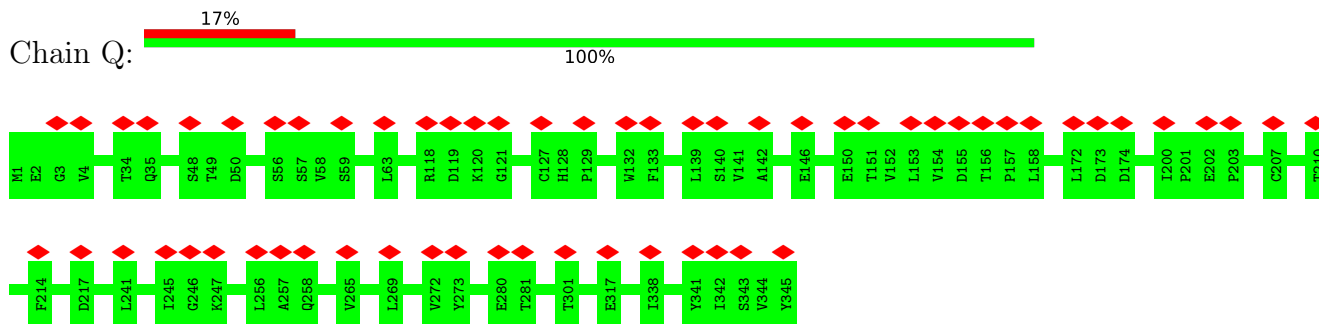 17%
Chain Q:
100%
M1 E2 G3 V4 T34 Q35 S48 T49 D50 S56 S57 V58 S59 L63 R118 D119 K120 G121 C127 H128 P129 W132 F133 L139 S140 V141 A142 E146 E150 T151 V152 L153 V154 D155 T156 P157 L158 L172 D173 D174 I200 P201 E202 P203 C207 T210
F214 D217 L241 I245 G246 K247 L256 A257 Q258 V265 L269 V272 Y273 E280 T281 T301 E317 I338 Y341 I342 S343 V344 Y345